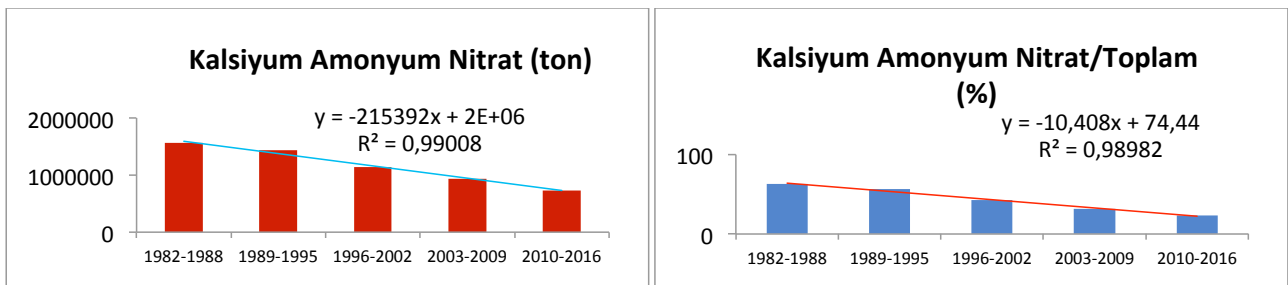 Kalsiyum Amonyum Nitrat (ton)
y = -215392x + 2E+06
R² = 0,99008
2000000
1000000
0
1982-1988 1989-1995 1996-2002 2003-2009 2010-2016
Kalsiyum Amonyum Nitrat/Toplam
(%)
y = -10,408x + 74,44
R² = 0,98982
100
0
1982-1988 1989-1995 1996-2002 2003-2009 2010-2016